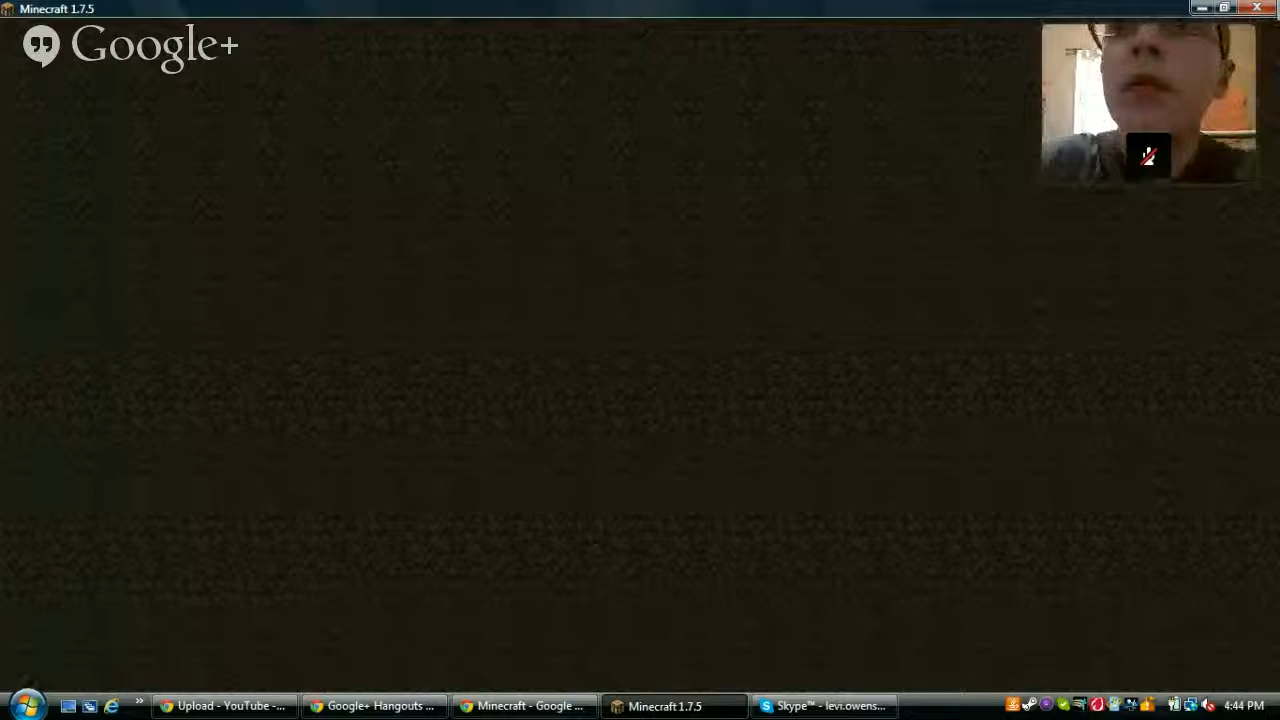 Minecraft 1.7.5
Google+
Upload - YouTube -...
Google+ Hangouts ...
Minecraft - Google ...
Minecraft 1.7.5
Skype™ - levi.owens...
4:44 PM